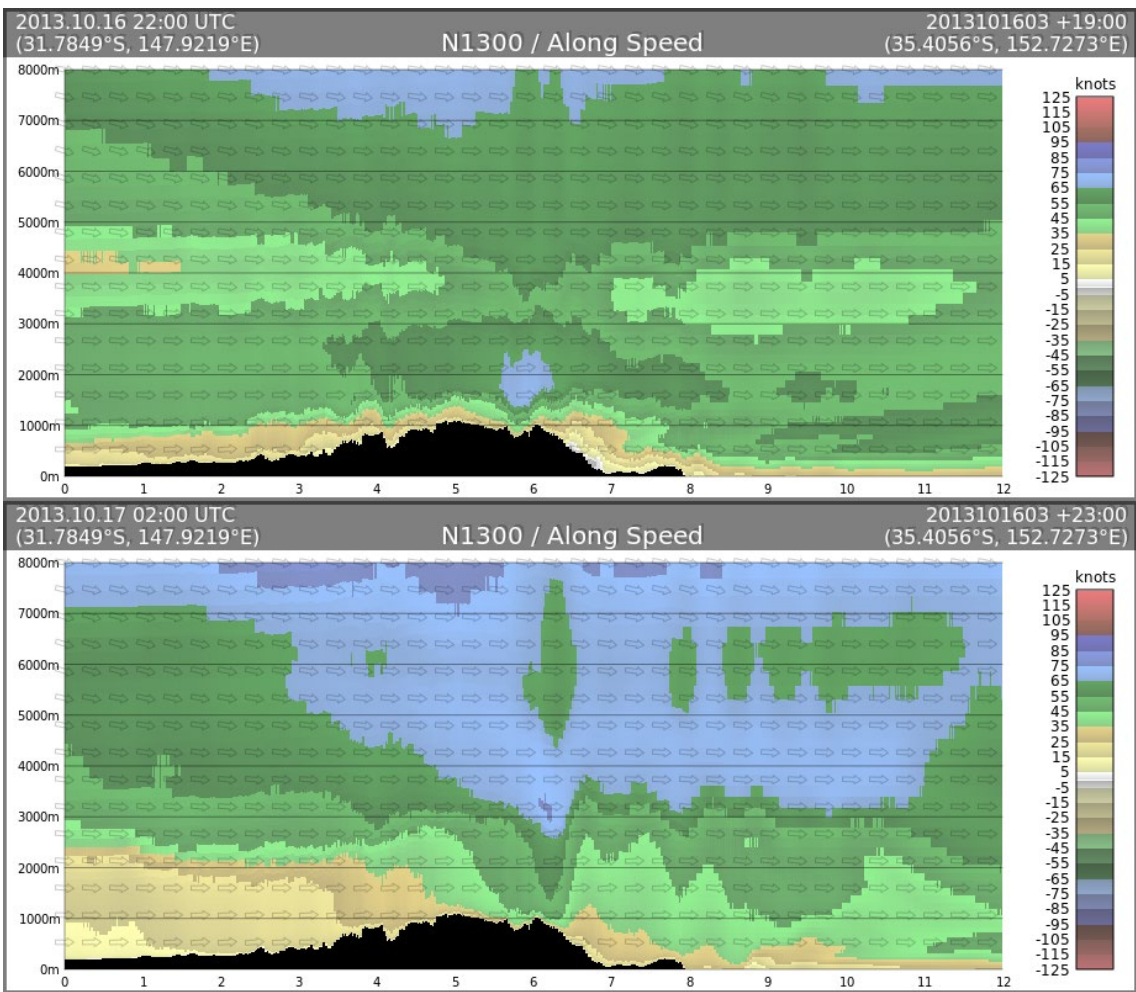 2013.10.16 22:00 UTC 2013101603 +19:00
(31.7849°S, 147.9219°E) N1300 / Along Speed (35.4056°S, 152.7273°E)
knots
8000m
7000m
6000m
5000m
4000m
3000m
2000m
1000m
0m
0 1 2 3 4 5 6 7 8 9 10 11 12
125
115
105
95
85
75
65
55
45
35
25
15
5
-5
-15
-25
-35
-45
-55
-65
-75
-85
-95
-105
-115
-125
2013.10.17 02:00 UTC 2013101603 +23:00
(31.7849°S, 147.9219°E) N1300 / Along Speed (35.4056°S, 152.7273°E)
knots
8000m
7000m
6000m
5000m
4000m
3000m
2000m
1000m
0m
0 1 2 3 4 5 6 7 8 9 10 11 12
125
115
105
95
85
75
65
55
45
35
25
15
5
-5
-15
-25
-35
-45
-55
-65
-75
-85
-95
-105
-115
-125